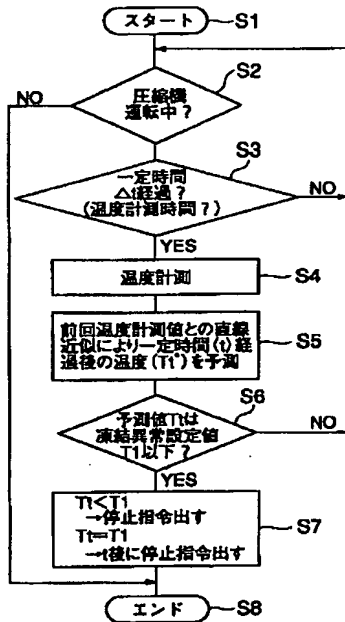 スタート
S1
S2
NO
圧縮機
運転中?
S3
一定時間
Δt経過?
(温度計測時間?)
NO
YES
温度計測
S4
前回温度計測値との直線
近似により一定時間(t)経
過後の温度(Tt°)を予測
S5
S6
予測値Ttは
凍結異常設定値
T1以下?
NO
YES
Tt<T1
→停止指令出す
Tt=T1
→t後に停止指令出す
S7
エンド
S8